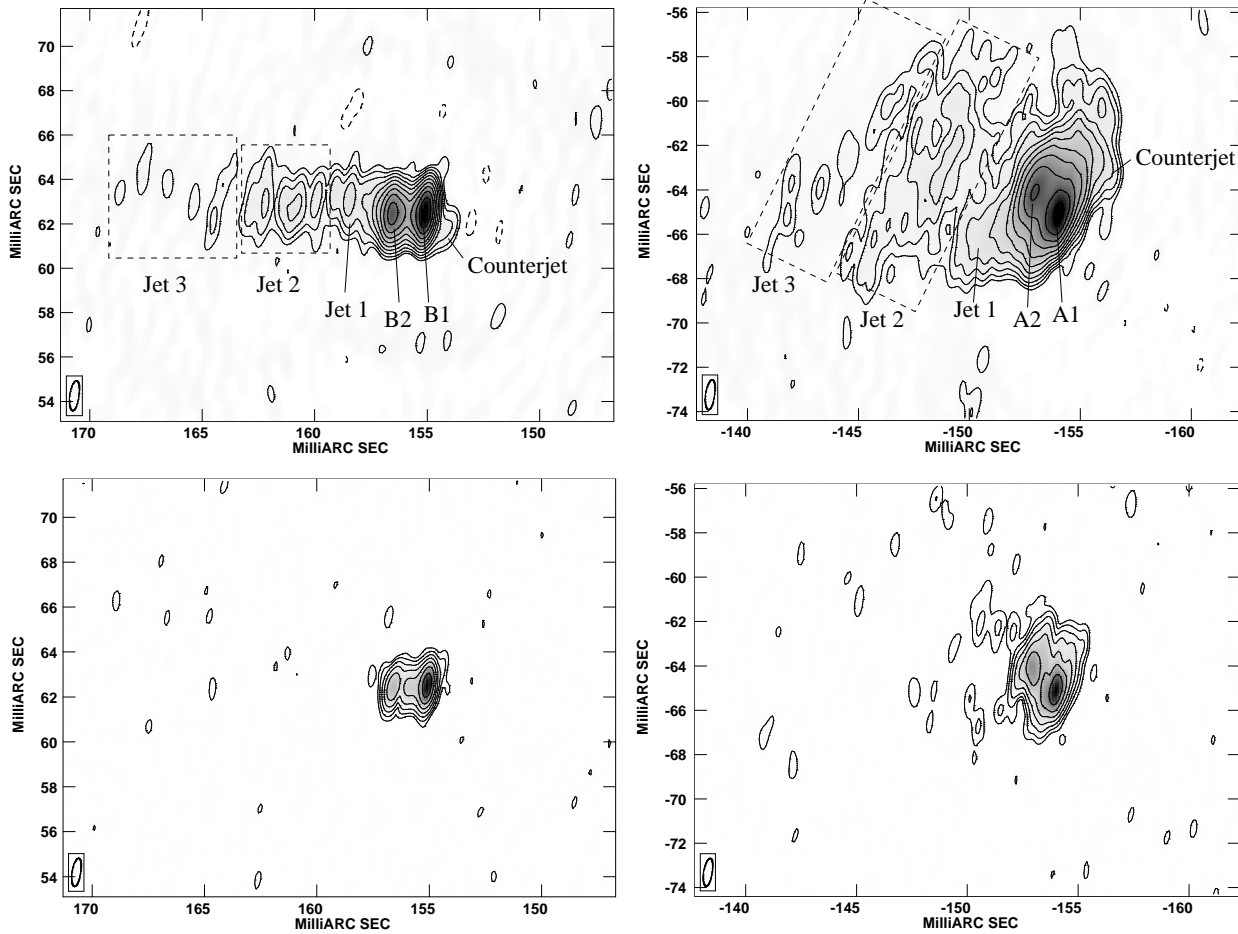 70
68
66
64
62
60
58
56
54
MilliARC SEC
Jet 3
Jet 2
Jet 1
B2
B1
Counterjet
170
165
160
155
150
MilliARC SEC
-56
-58
-60
-62
-64
-66
-68
-70
-72
-74
MilliARC SEC
Counterjet
Jet 3
Jet 2
Jet 1
A2
A1
-140
-145
-150
-155
-160
MilliARC SEC
70
68
66
64
62
60
58
56
54
MilliARC SEC
170
165
160
155
150
MilliARC SEC
-56
-58
-60
-62
-64
-66
-68
-70
-72
-74
MilliARC SEC
-140
-145
-150
-155
-160
MilliARC SEC